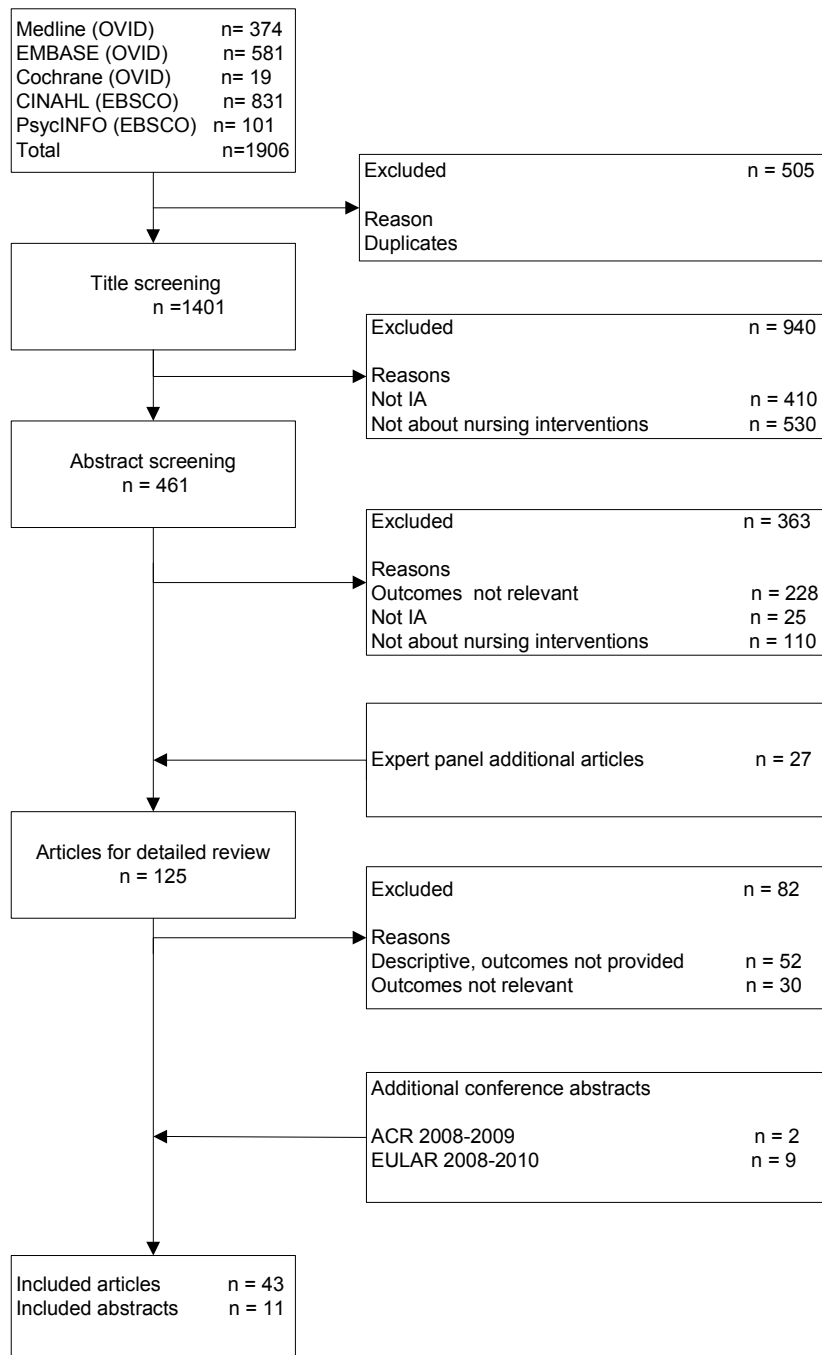 Medline (OVID) n= 374
EMBASE (OVID) n= 581
Cochrane (OVID) n= 19
CINAHL (EBSCO) n= 831
PsycINFO (EBSCO) n= 101
Total n=1906
Excluded n = 505
Reason
Duplicates
Title screening
n =1401
Excluded n = 940
Reasons
Not IA n = 410
Not about nursing interventions n = 530
Abstract screening
n = 461
Excluded n = 363
Reasons
Outcomes not relevant n = 228
Not IA n = 25
Not about nursing interventions n = 110
Expert panel additional articles n = 27
Articles for detailed review
n = 125
Excluded n = 82
Reasons
Descriptive, outcomes not provided n = 52
Outcomes not relevant n = 30
Additional conference abstracts
ACR 2008-2009 n = 2
EULAR 2008-2010 n = 9
Included articles n = 43
Included abstracts n = 11